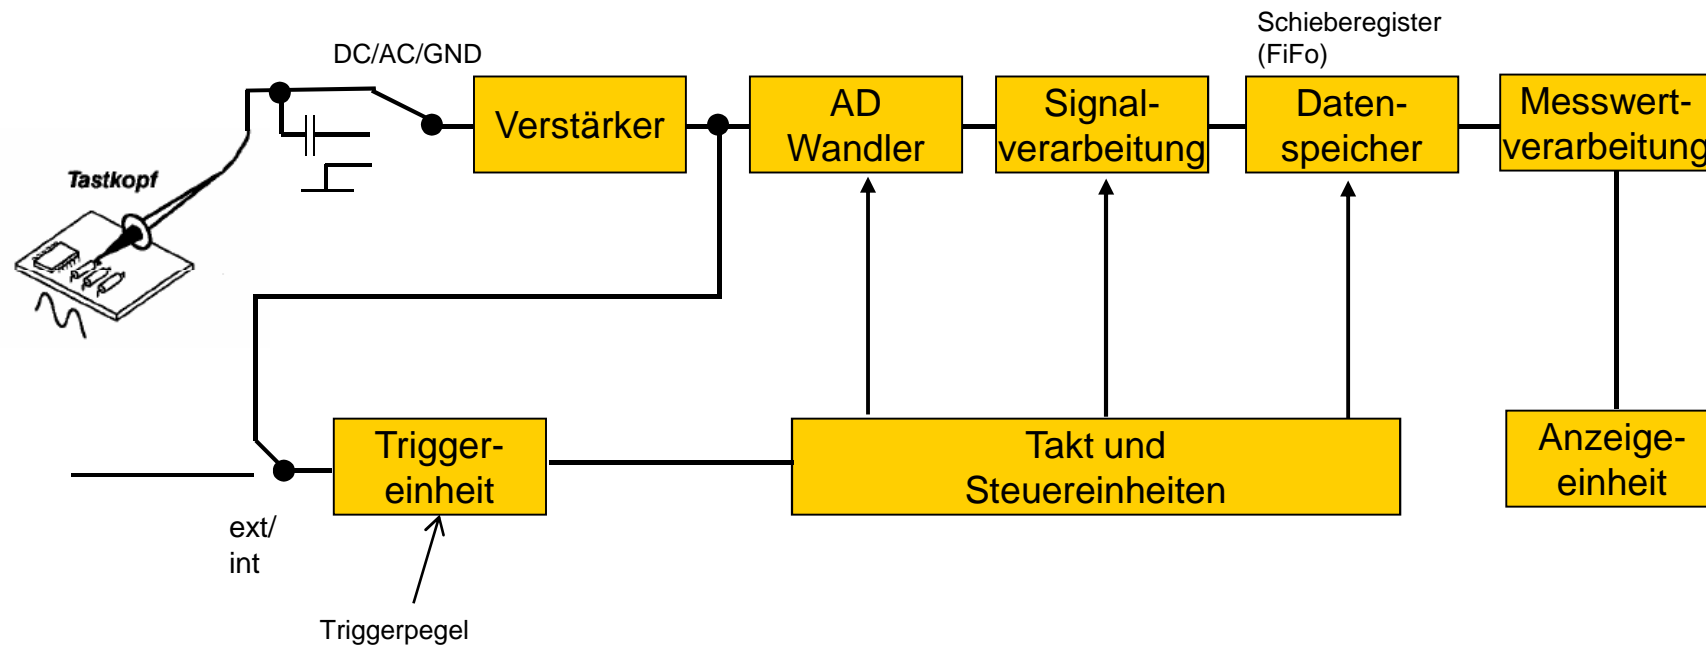 Schieberegister
(FiFo)
DC/AC/GND
Verstärker
AD
Wandler
Signal-
verarbeitung
Daten-
speicher
Messwert-
verarbeitung
Tastkopf
Trigger-
einheit
Takt und
Steuereinheiten
Anzeige-
einheit
ext/
int
Triggerpegel